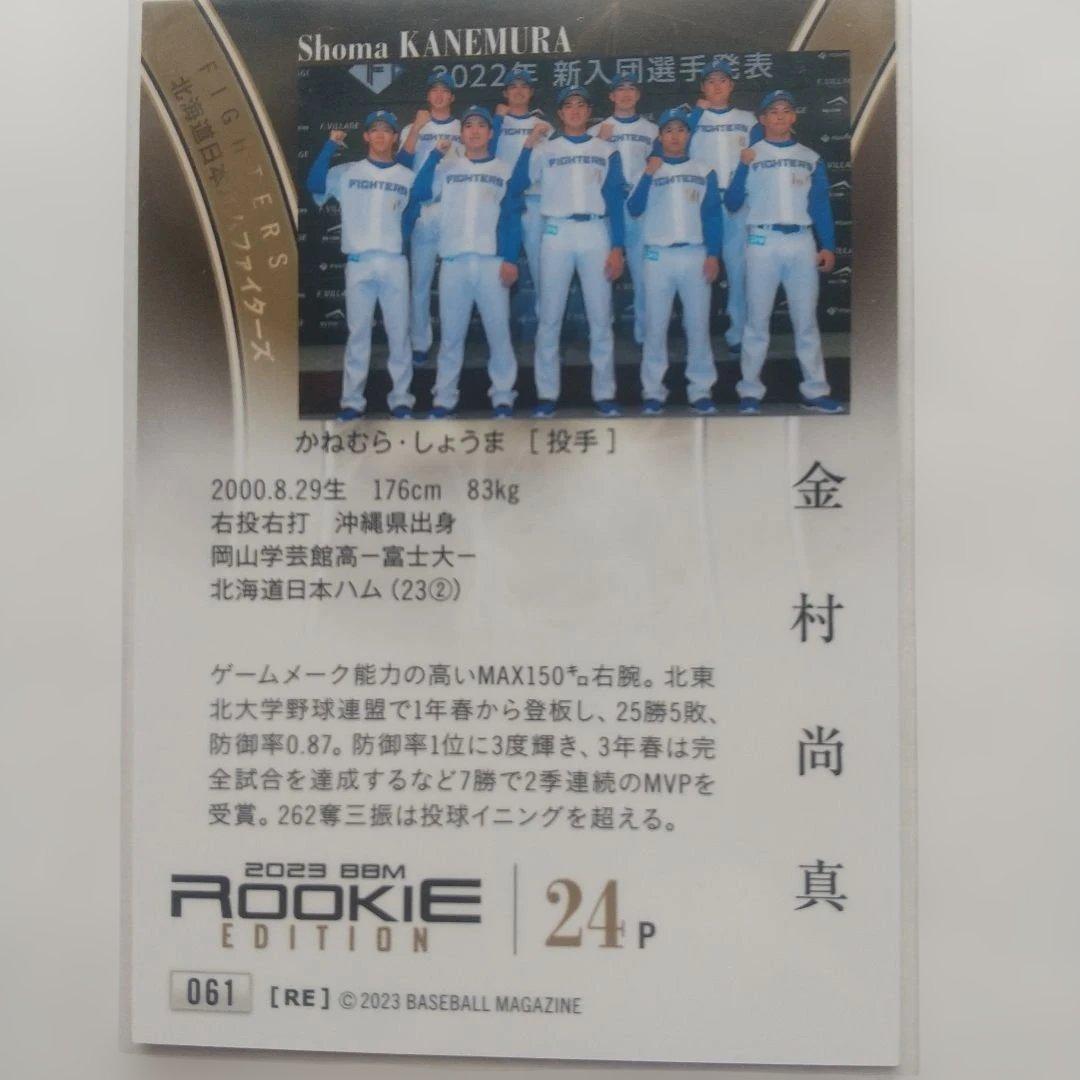 Shoma KANEMURA
FIGHTERS
北海道日本ハムファイターズ
2022年 新入団選手発表
FIGHTERS
FIGHTERS
FIGHTERS
FIGHTERS
FIGHTERS
かねむら・しょうま [投手]
2000.8.29生 176cm 83kg
右投右打 沖縄県出身
岡山学芸館高ー富士大ー
北海道日本ハム(23②)
金村尚真
ゲームメーク能力の高いMAX150㌔右腕。北東
北大学野球連盟で1年春から登板し、25勝5敗、
防御率0.87。防御率1位に3度輝き、3年春は完
全試合を達成するなど7勝で2季連続のMVPを
受賞。262奪三振は投球イニングを超える。
2023 BBM
ROOKIE
EDITION
24 P
061 [RE] ©2023 BASEBALL MAGAZINE